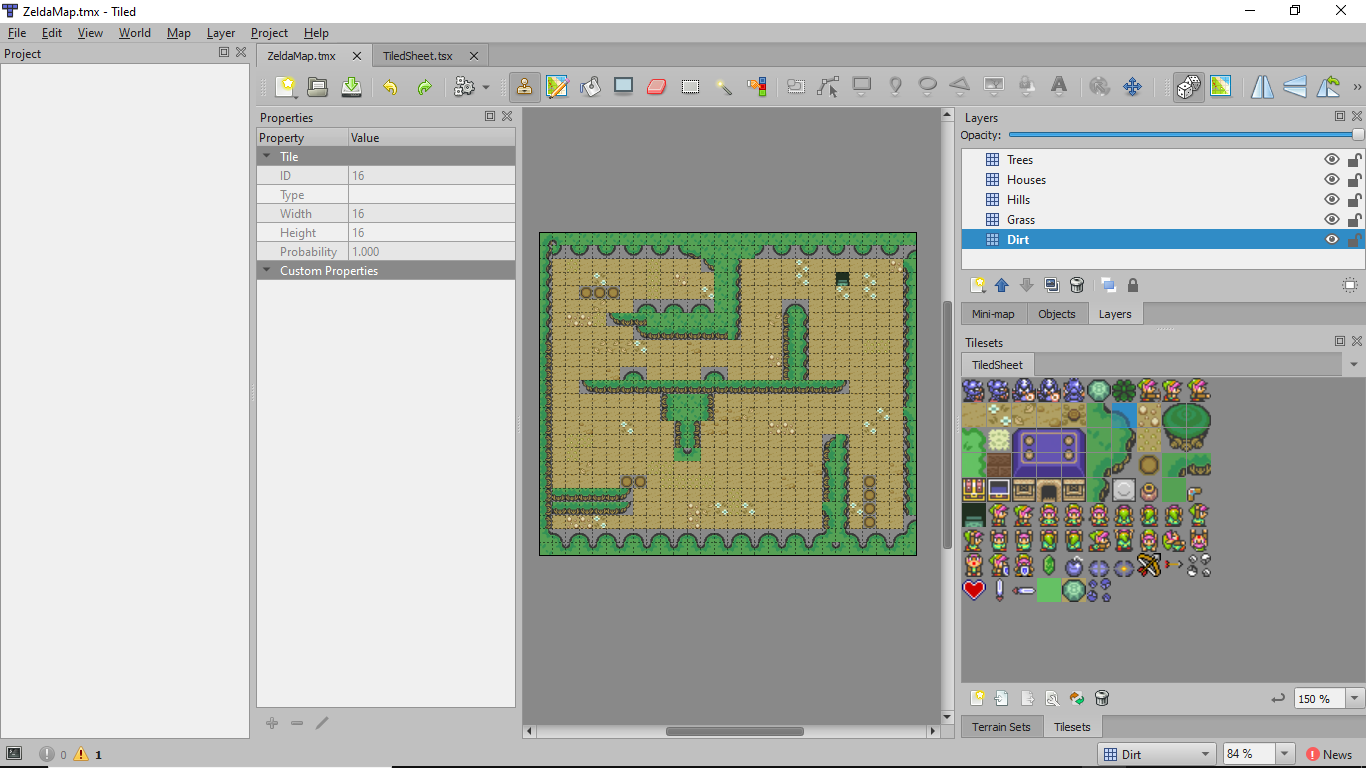 ZeldaMap.tmx - Tiled
File Edit View World Map Layer Project Help
Project
ZeldaMap.tmx
TiledSheet.tsx
Properties
Property Value
Tile
ID 16
Type
Width 16
Height 16
Probability 1.000
Custom Properties
Layers
Opacity:
Trees
Houses
Hills
Grass
Dirt
Mini-map Objects Layers
Tilesets
TiledSheet
150 %
Terrain Sets Tilesets
0 1
Dirt
84 %
News